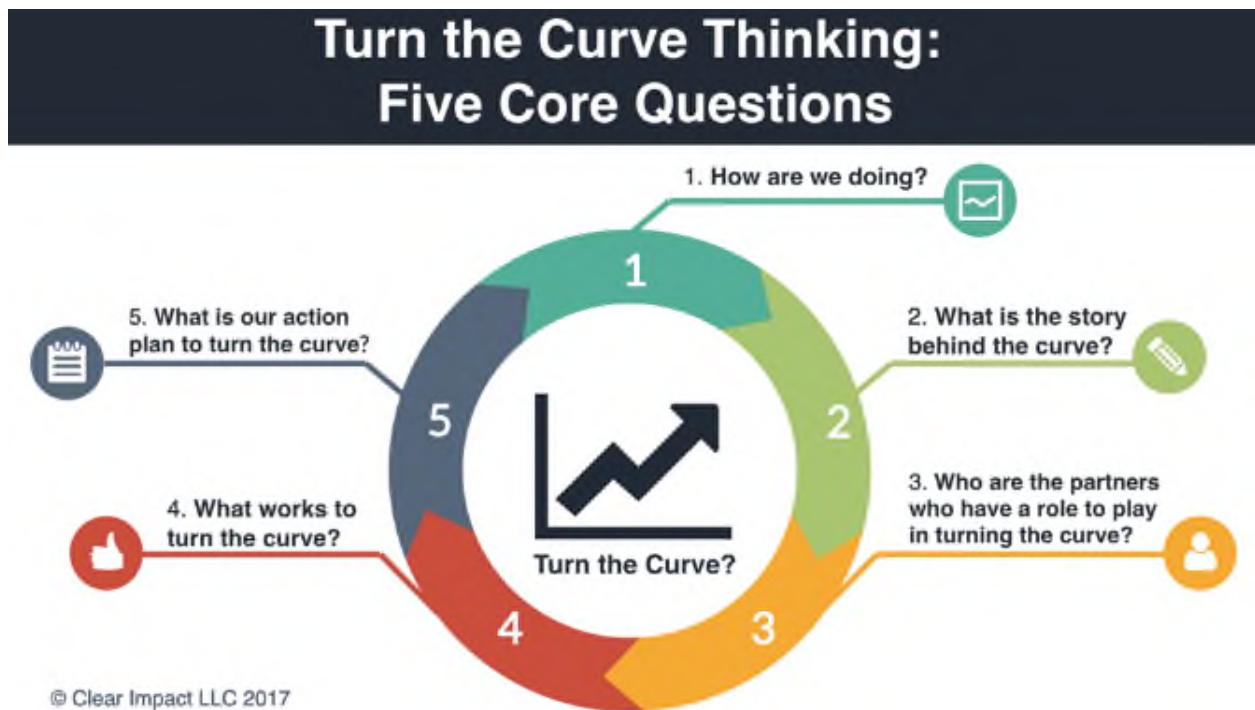 Turn the Curve Thinking:
Five Core Questions
1. How are we doing?
1
2. What is the story
behind the curve?
2
3. Who are the partners
who have a role to play
in turning the curve?
3
4. What works to
turn the curve?
4
5. What is our action
plan to turn the curve?
5
Turn the Curve?
© Clear Impact LLC 2017